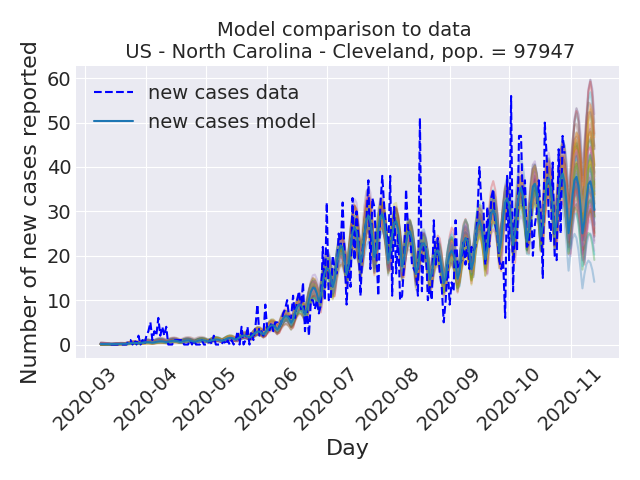 Model comparison to data
US - North Carolina - Cleveland, pop. = 97947
Number of new cases reported
60
50
40
30
20
10
0
new cases data
new cases model
2020-03
2020-04
2020-05
2020-06
2020-07
2020-08
2020-09
2020-10
2020-11
Day